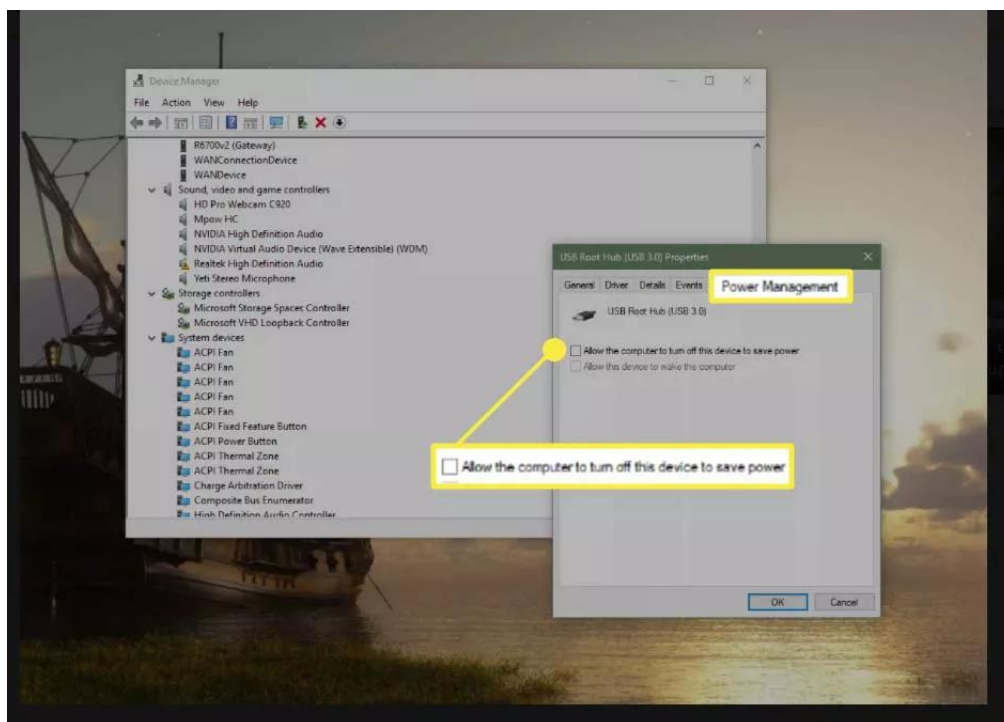 Device Manager
File Action View Help
R6700v2 (Gateway)
WANConnectionDevice
WANDevice
Sound, video and game controllers
HD Pro Webcam C920
Mpow HC
NVIDIA High Definition Audio
NVIDIA Virtual Audio Device (Wave Extensible) (WDM)
Realtek High Definition Audio
Yeti Stereo Microphone
Storage controllers
Microsoft Storage Spaces Controller
Microsoft VHD Loopback Controller
System devices
ACPI Fan
ACPI Fan
ACPI Fan
ACPI Fan
ACPI Fan
ACPI Fixed Feature Button
ACPI Power Button
ACPI Thermal Zone
ACPI Thermal Zone
Charge Arbitration Driver
Composite Bus Enumerator
High Definition Audio Controller
USB Root Hub (USB 3.0) Properties
General Driver Details Events Power Management
USB Root Hub (USB 3.0)
Allow the computer to turn off this device to save power
Allow this device to wake the computer
Allow the computer to turn off this device to save power
OK Cancel